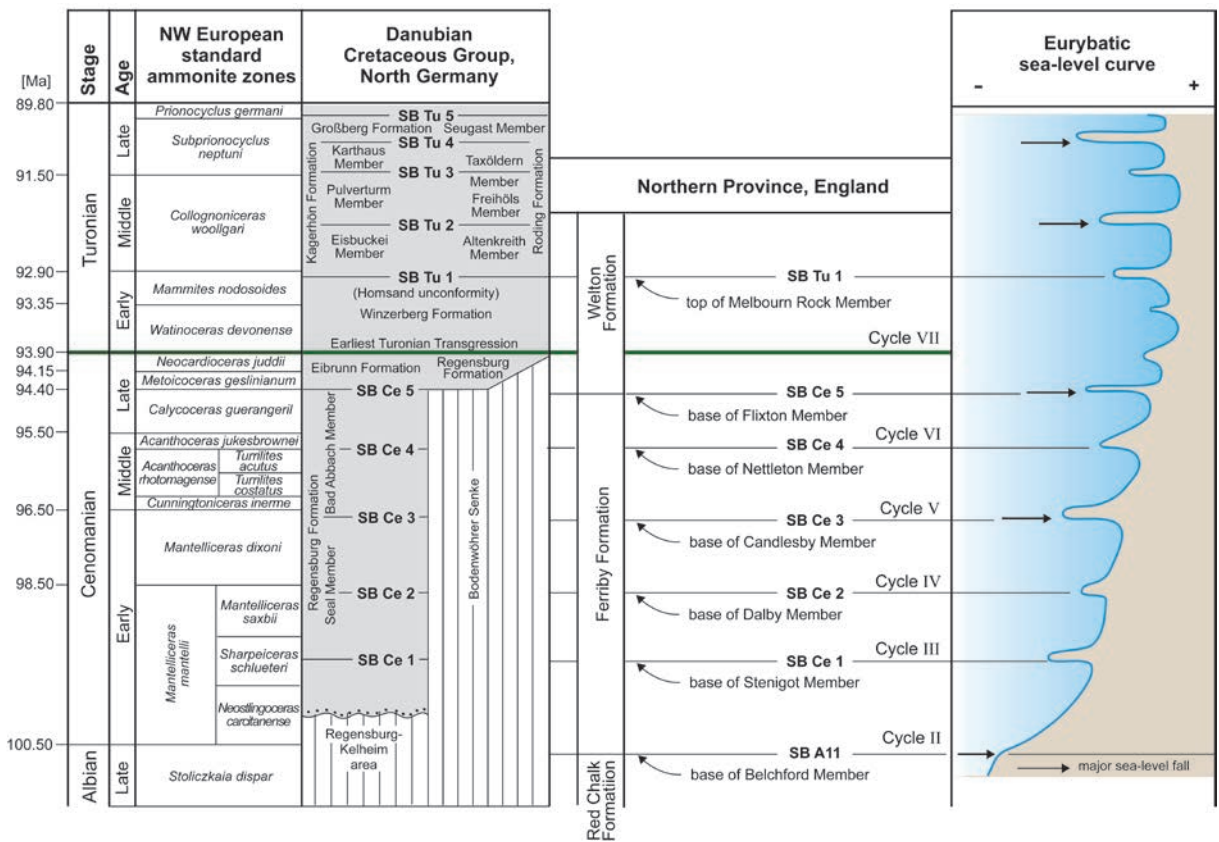 [Ma]
Stage
Age
NW European
standard
ammonite zones
Danubian
Cretaceous Group,
North Germany
Eurybatic
sea-level curve
-
+
89.80
91.50
92.90
93.35
93.90
94.15
94.40
95.50
96.50
98.50
100.50
Turonian
Cenomanian
Albian
Late
Middle
Early
Late
Middle
Early
Late
Prionocyclus germani
Subprionocyclus
neptuni
Collognoniceras
woollgari
Mammites nodosoides
Watinoceras devonense
Neocardioceras juddii
Metoicoceras geslinianum
Calycoceras guerangeril
Acanthoceras jukesbrownei
Acanthoceras
rhotomagense
Turrilites
acutus
Turrilites
costatus
Cunningtoniceras inerme
Mantelliceras dixoni
Mantelliceras
mantelli
Mantelliceras
saxbii
Sharpeiceras
schlueteri
Neostlingoceras
carcitanense
Stoliczkaia dispar
SB Tu 5
Großberg Formation
Seugast Member
SB Tu 4
Karthaus
Member
Taxöldern
Member
SB Tu 3
Pulverturm
Member
Freihöls
Member
SB Tu 2
Eisbuckei
Member
Altenkreith
Member
Kagerhön Formation
Roding Formation
SB Tu 1
(Homsand unconformity)
Winzerberg Formation
Earliest Turonian Transgression
Eibrunn Formation
Regensburg
Formation
SB Ce 5
Bad Abbach Member
SB Ce 4
SB Ce 3
Regensburg Formation
Seal Member
SB Ce 2
SB Ce 1
Bodenwöhrer Senke
Regensburg-
Kelheim
area
Northern Province, England
Welton
Formation
Ferriby Formation
Red Chalk
Formatiion
SB Tu 1
top of Melbourn Rock Member
Cycle VII
SB Ce 5
base of Flixton Member
Cycle VI
SB Ce 4
base of Nettleton Member
Cycle V
SB Ce 3
base of Candlesby Member
Cycle IV
SB Ce 2
base of Dalby Member
Cycle III
SB Ce 1
base of Stenigot Member
Cycle II
SB A11
base of Belchford Member
major sea-level fall